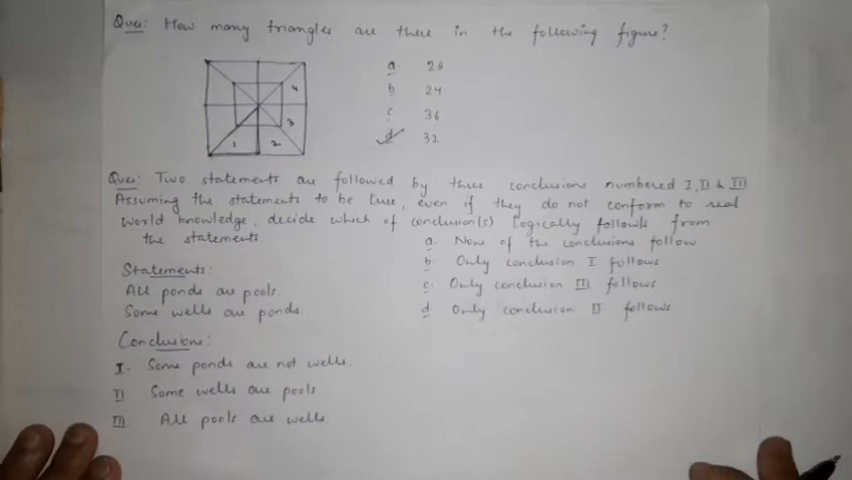 Ques: How many triangles are there in the following figure?
a 28
b 24
c 36
d 32
4
3
1 2
Ques: Two statements are followed by three conclusions numbered I, II & III
Assuming the statements to be true, even if they do not conform to real
world knowledge, decide which of conclusion(s) logically follows from
the statements
a. None of the conclusions follow
b. Only conclusion I follows
c. Only conclusion III follows
d. Only conclusion II follows
Statements:
All ponds are pools.
Some wells are ponds.
Conclusions:
I. Some ponds are not wells.
II Some wells are pools
III. All pools are wells.